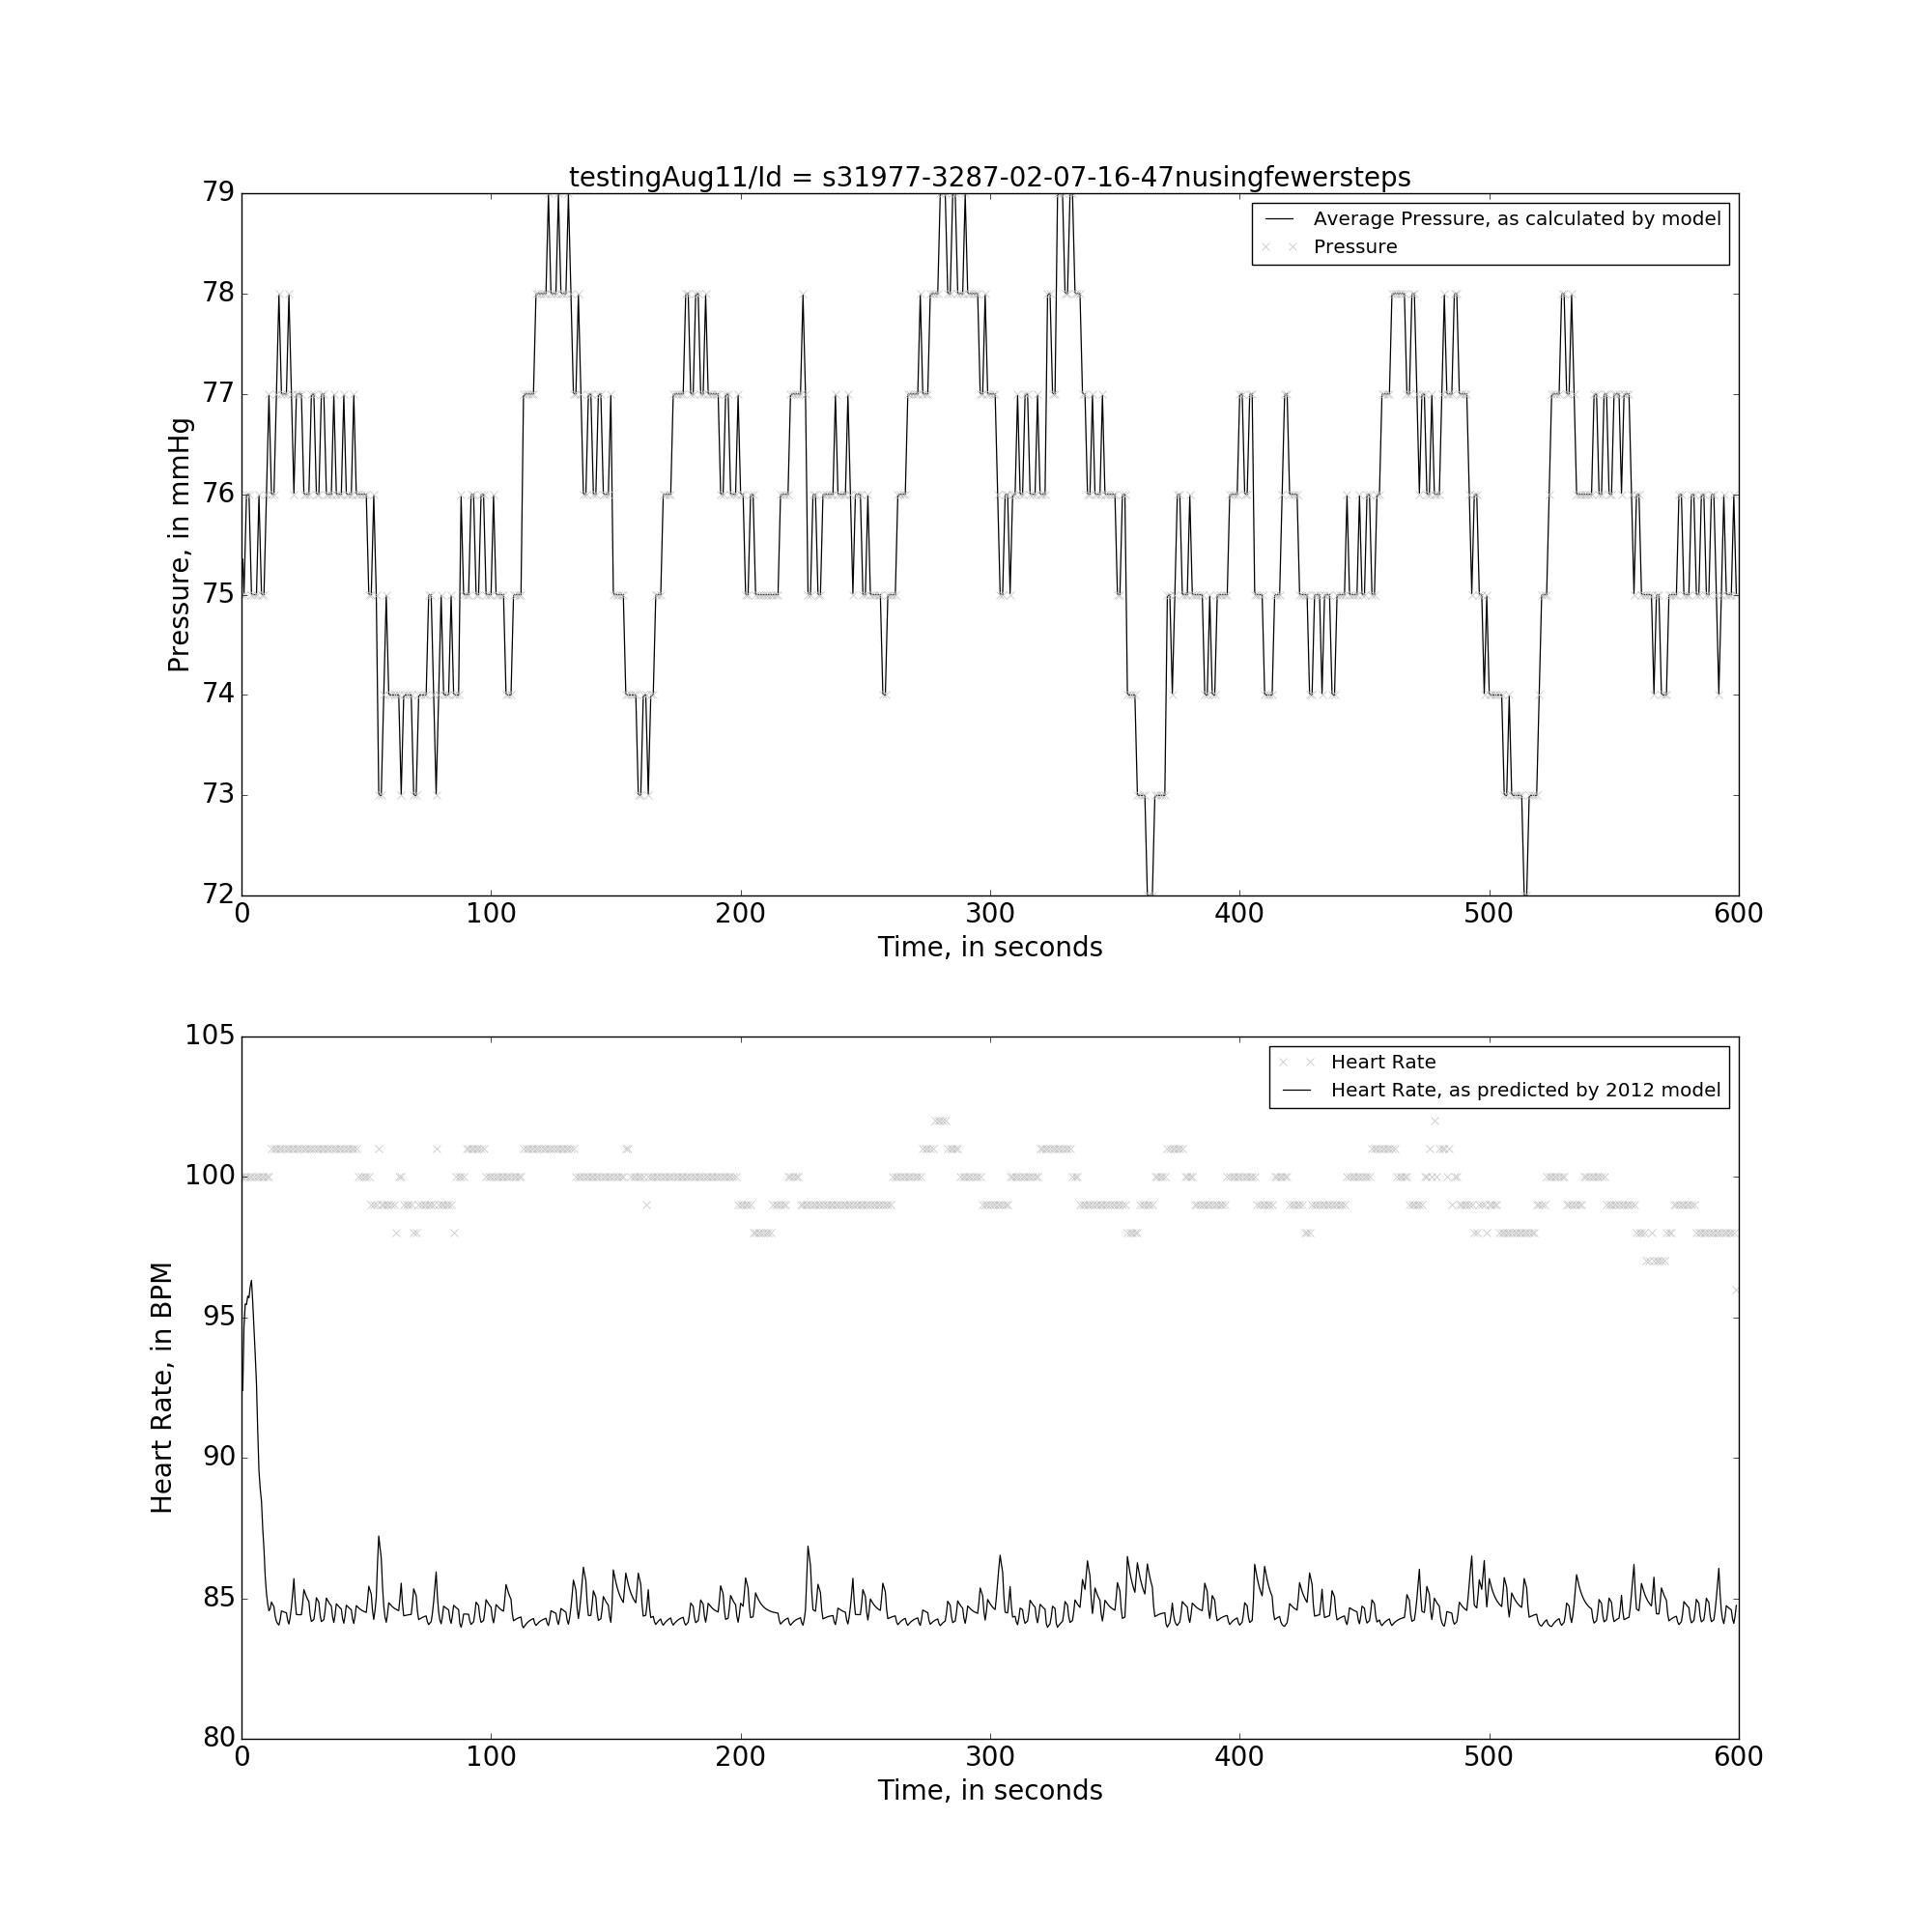 testingAug11/Id = s31977-3287-02-07-16-47nusingfewersteps
79
78
77
76
75
74
73
72
Pressure, in mmHg
Average Pressure, as calculated by model
Pressure
0 100 200 300 400 500 600
Time, in seconds
105
100
95
90
85
80
Heart Rate, in BPM
Heart Rate
Heart Rate, as predicted by 2012 model
0 100 200 300 400 500 600
Time, in seconds